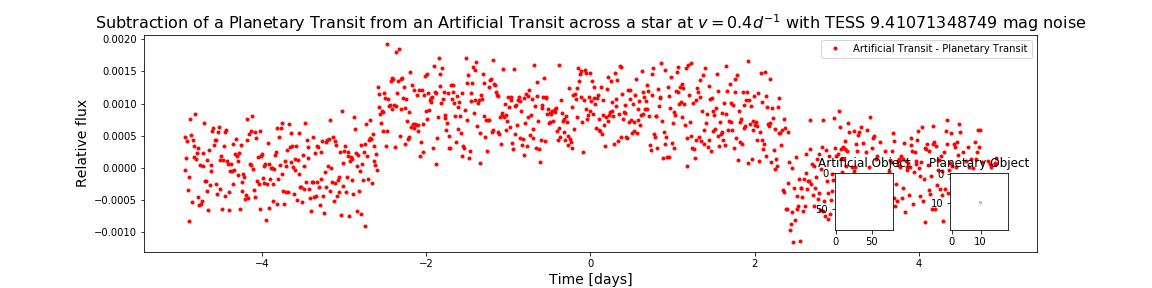 Subtraction of a Planetary Transit from an Artificial Transit across a star at v = 0.4d⁻¹ with TESS 9.41071348749 mag noise
Artificial Transit - Planetary Transit
Relative flux
0.0020
0.0015
0.0010
0.0005
0.0000
−0.0005
−0.0010
Artificial Object
0
50
0 50
Planetary Object
0
10
0 10
−4 −2 0 2 4
Time [days]